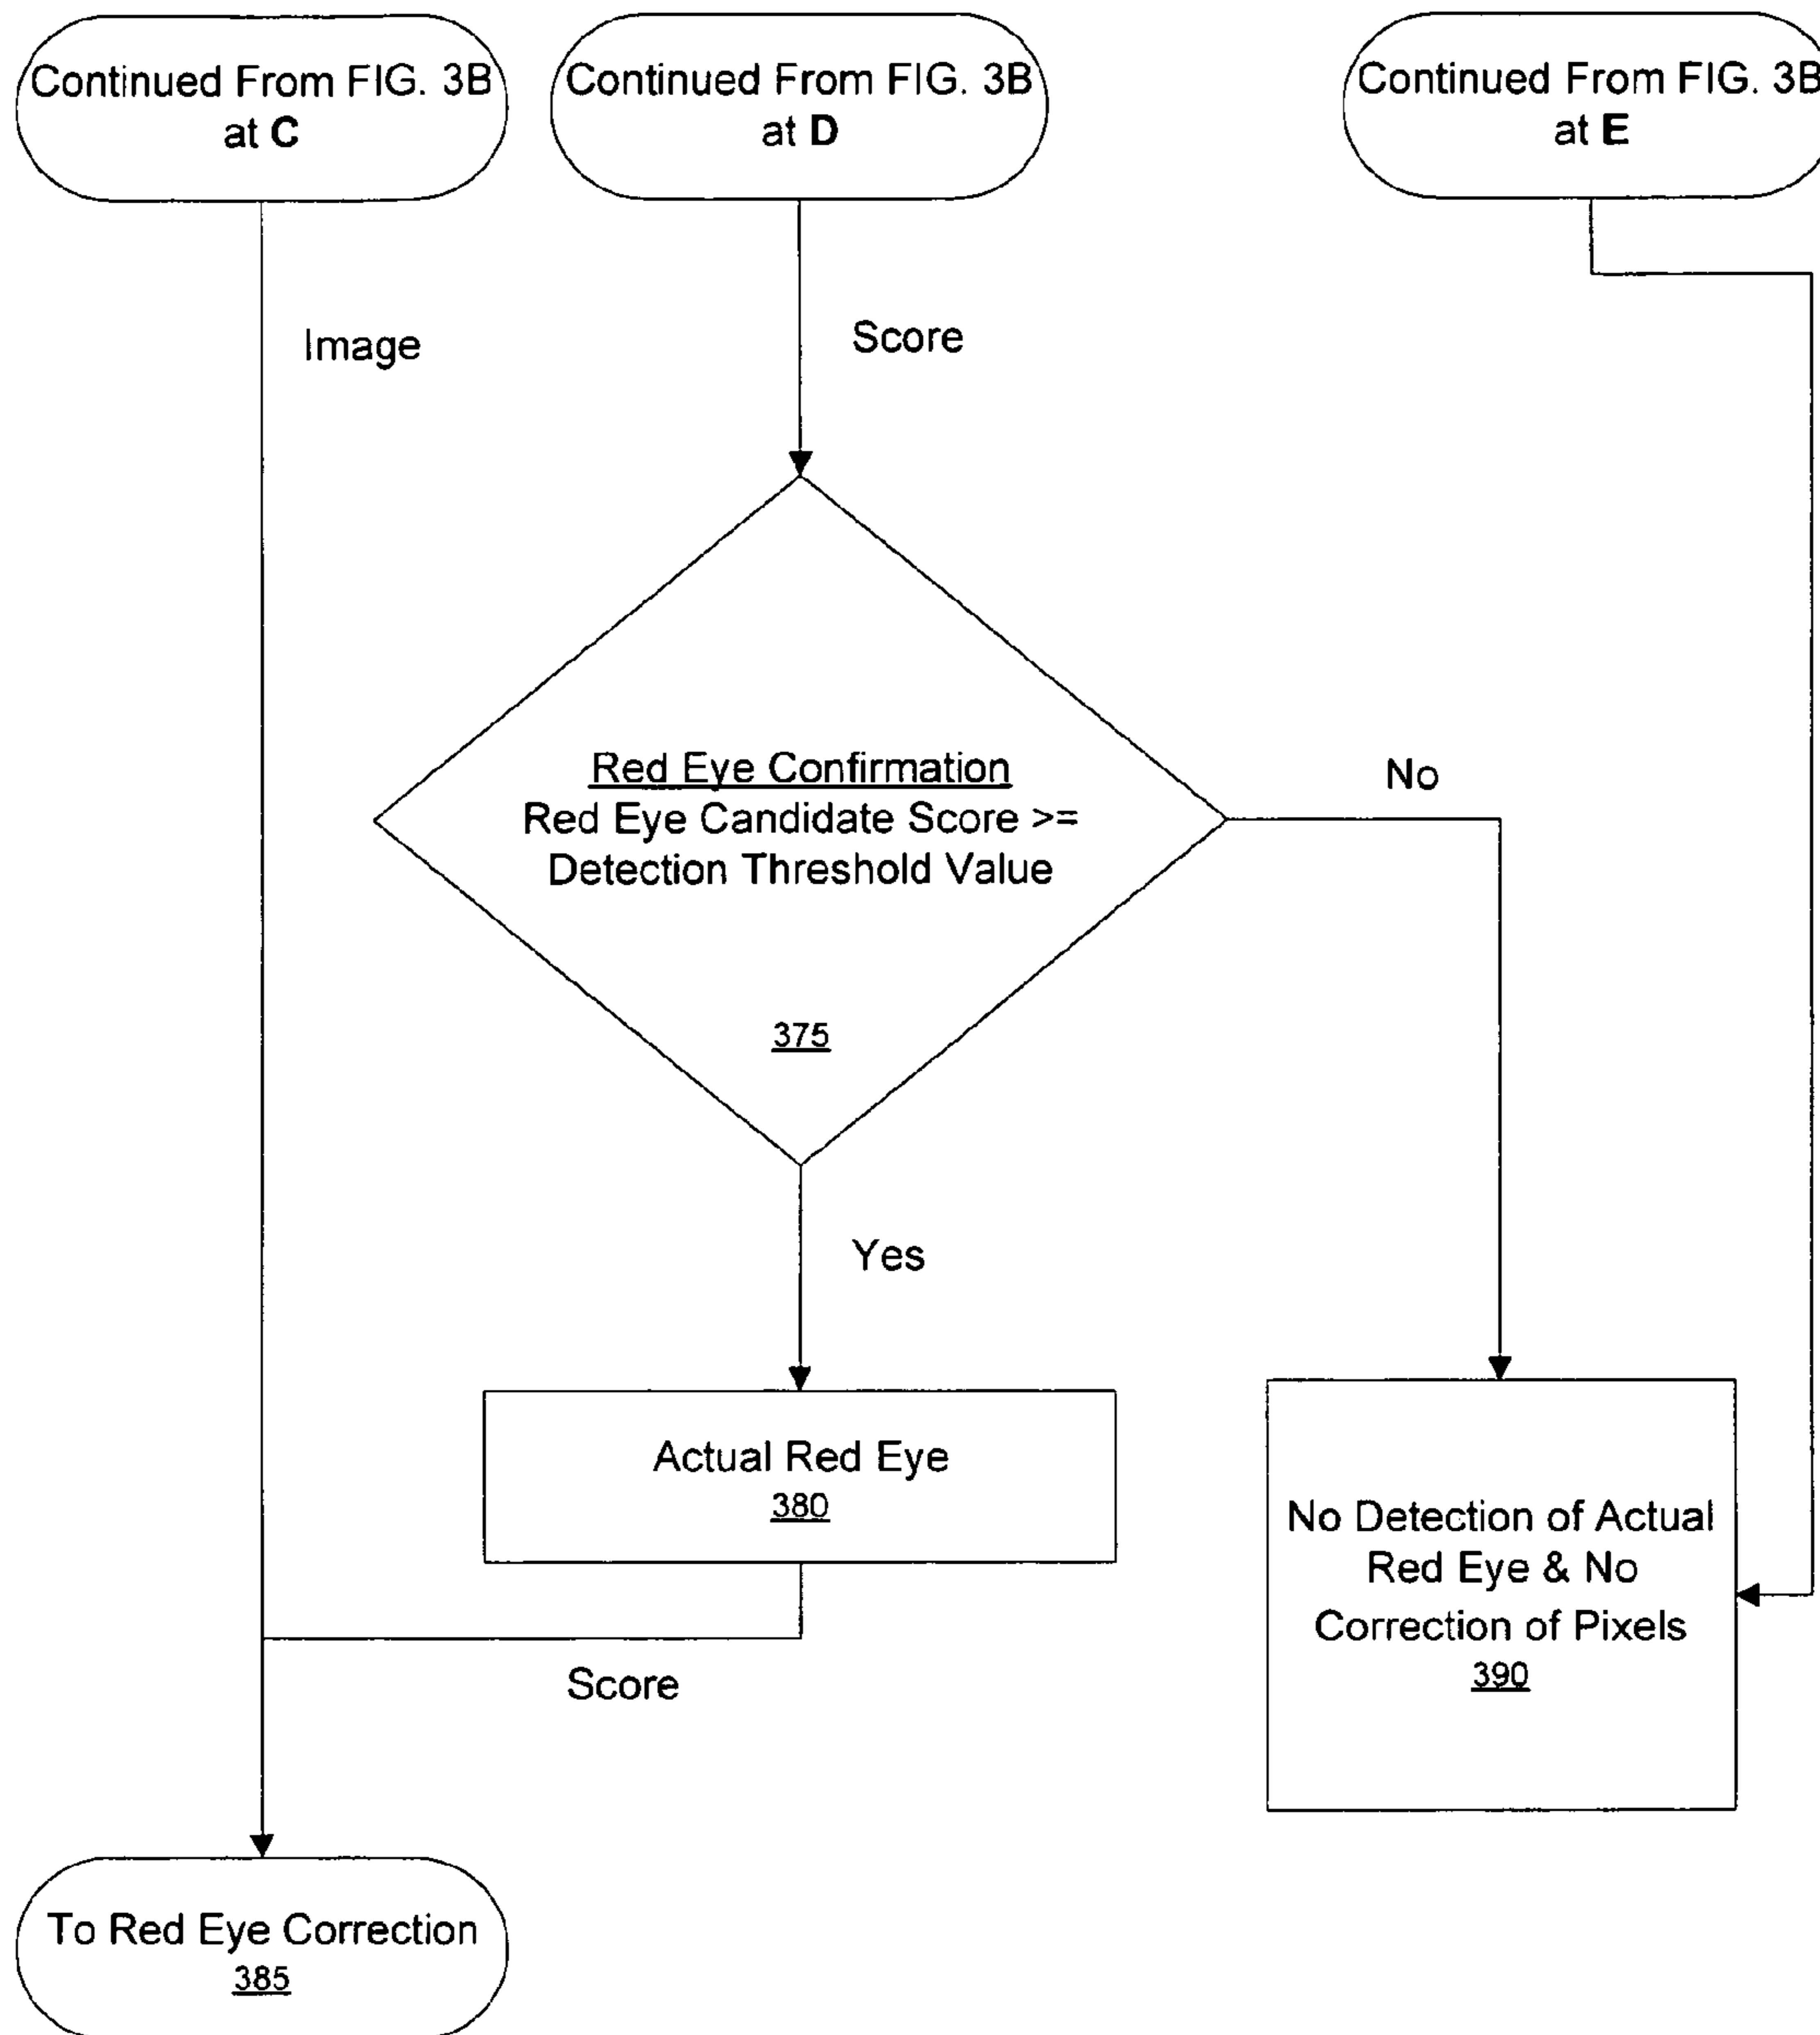 Continued From FIG. 3B
at C
Continued From FIG. 3B
at D
Continued From FIG. 3B
at E
Image
Score
Red Eye Confirmation
Red Eye Candidate Score >=
Detection Threshold Value
375
No
Yes
Actual Red Eye
380
Score
No Detection of Actual
Red Eye & No
Correction of Pixels
390
To Red Eye Correction
385